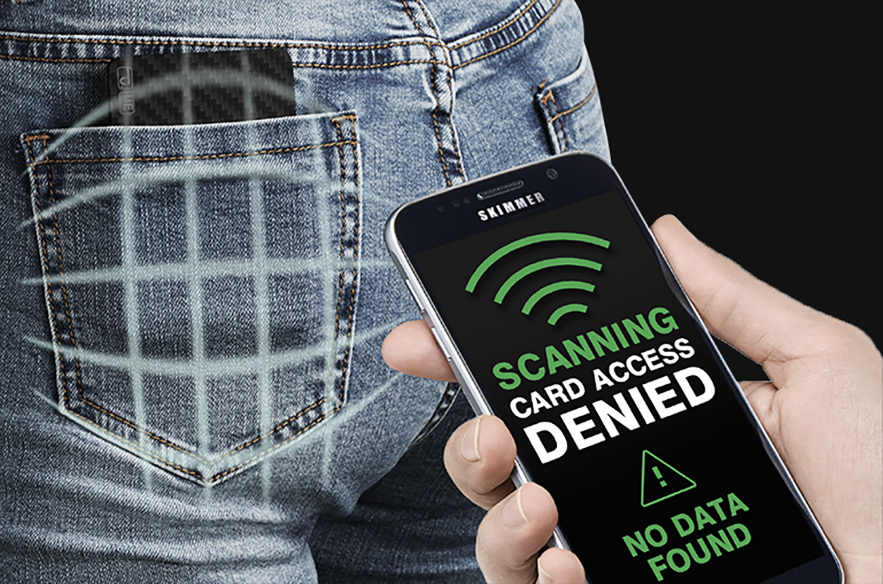 SKIMMER
SCANNING
CARD ACCESS
DENIED
!
NO DATA
FOUND